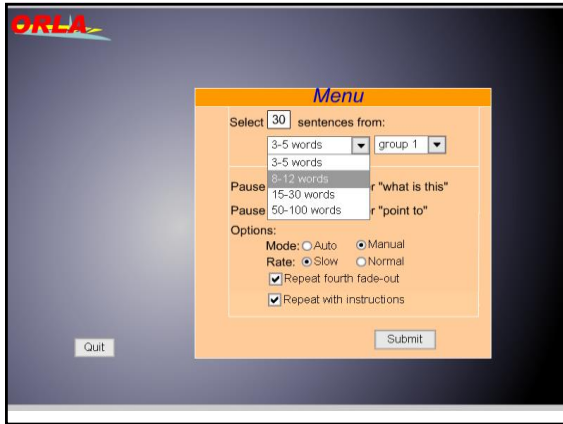 ORLA
Menu
Select 30 sentences from:
3-5 words group 1
3-5 words
8-12 words
Pause r "what is this"
15-30 words
Pause 50-100 words r "point to"
Options:
Mode: Auto Manual
Rate: Slow Normal
Repeat fourth fade-out
Repeat with instructions
Submit
Quit